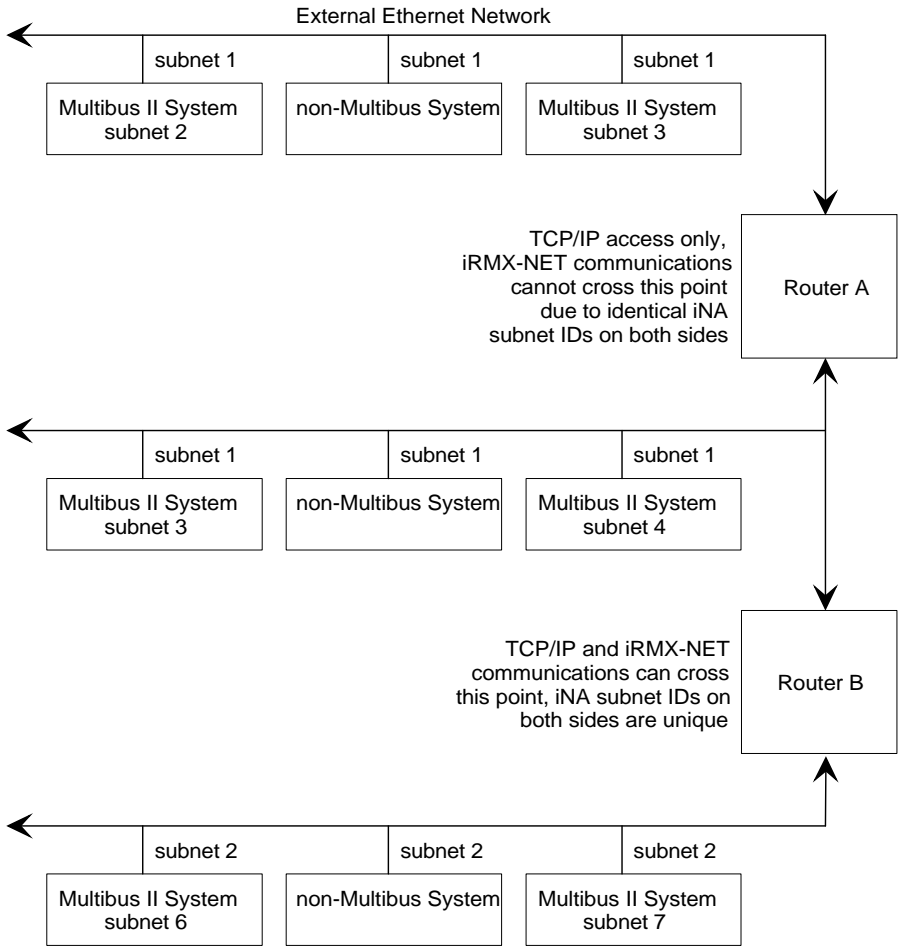 External Ethernet Network
subnet 1
subnet 1
subnet 1
Multibus II System
subnet 2
non-Multibus System
Multibus II System
subnet 3
TCP/IP access only,
iRMX-NET communications
cannot cross this point
due to identical iNA
subnet IDs on both sides
Router A
subnet 1
subnet 1
subnet 1
Multibus II System
subnet 3
non-Multibus System
Multibus II System
subnet 4
TCP/IP and iRMX-NET
communications can cross
this point, iNA subnet IDs on
both sides are unique
Router B
subnet 2
subnet 2
subnet 2
Multibus II System
subnet 6
non-Multibus System
Multibus II System
subnet 7